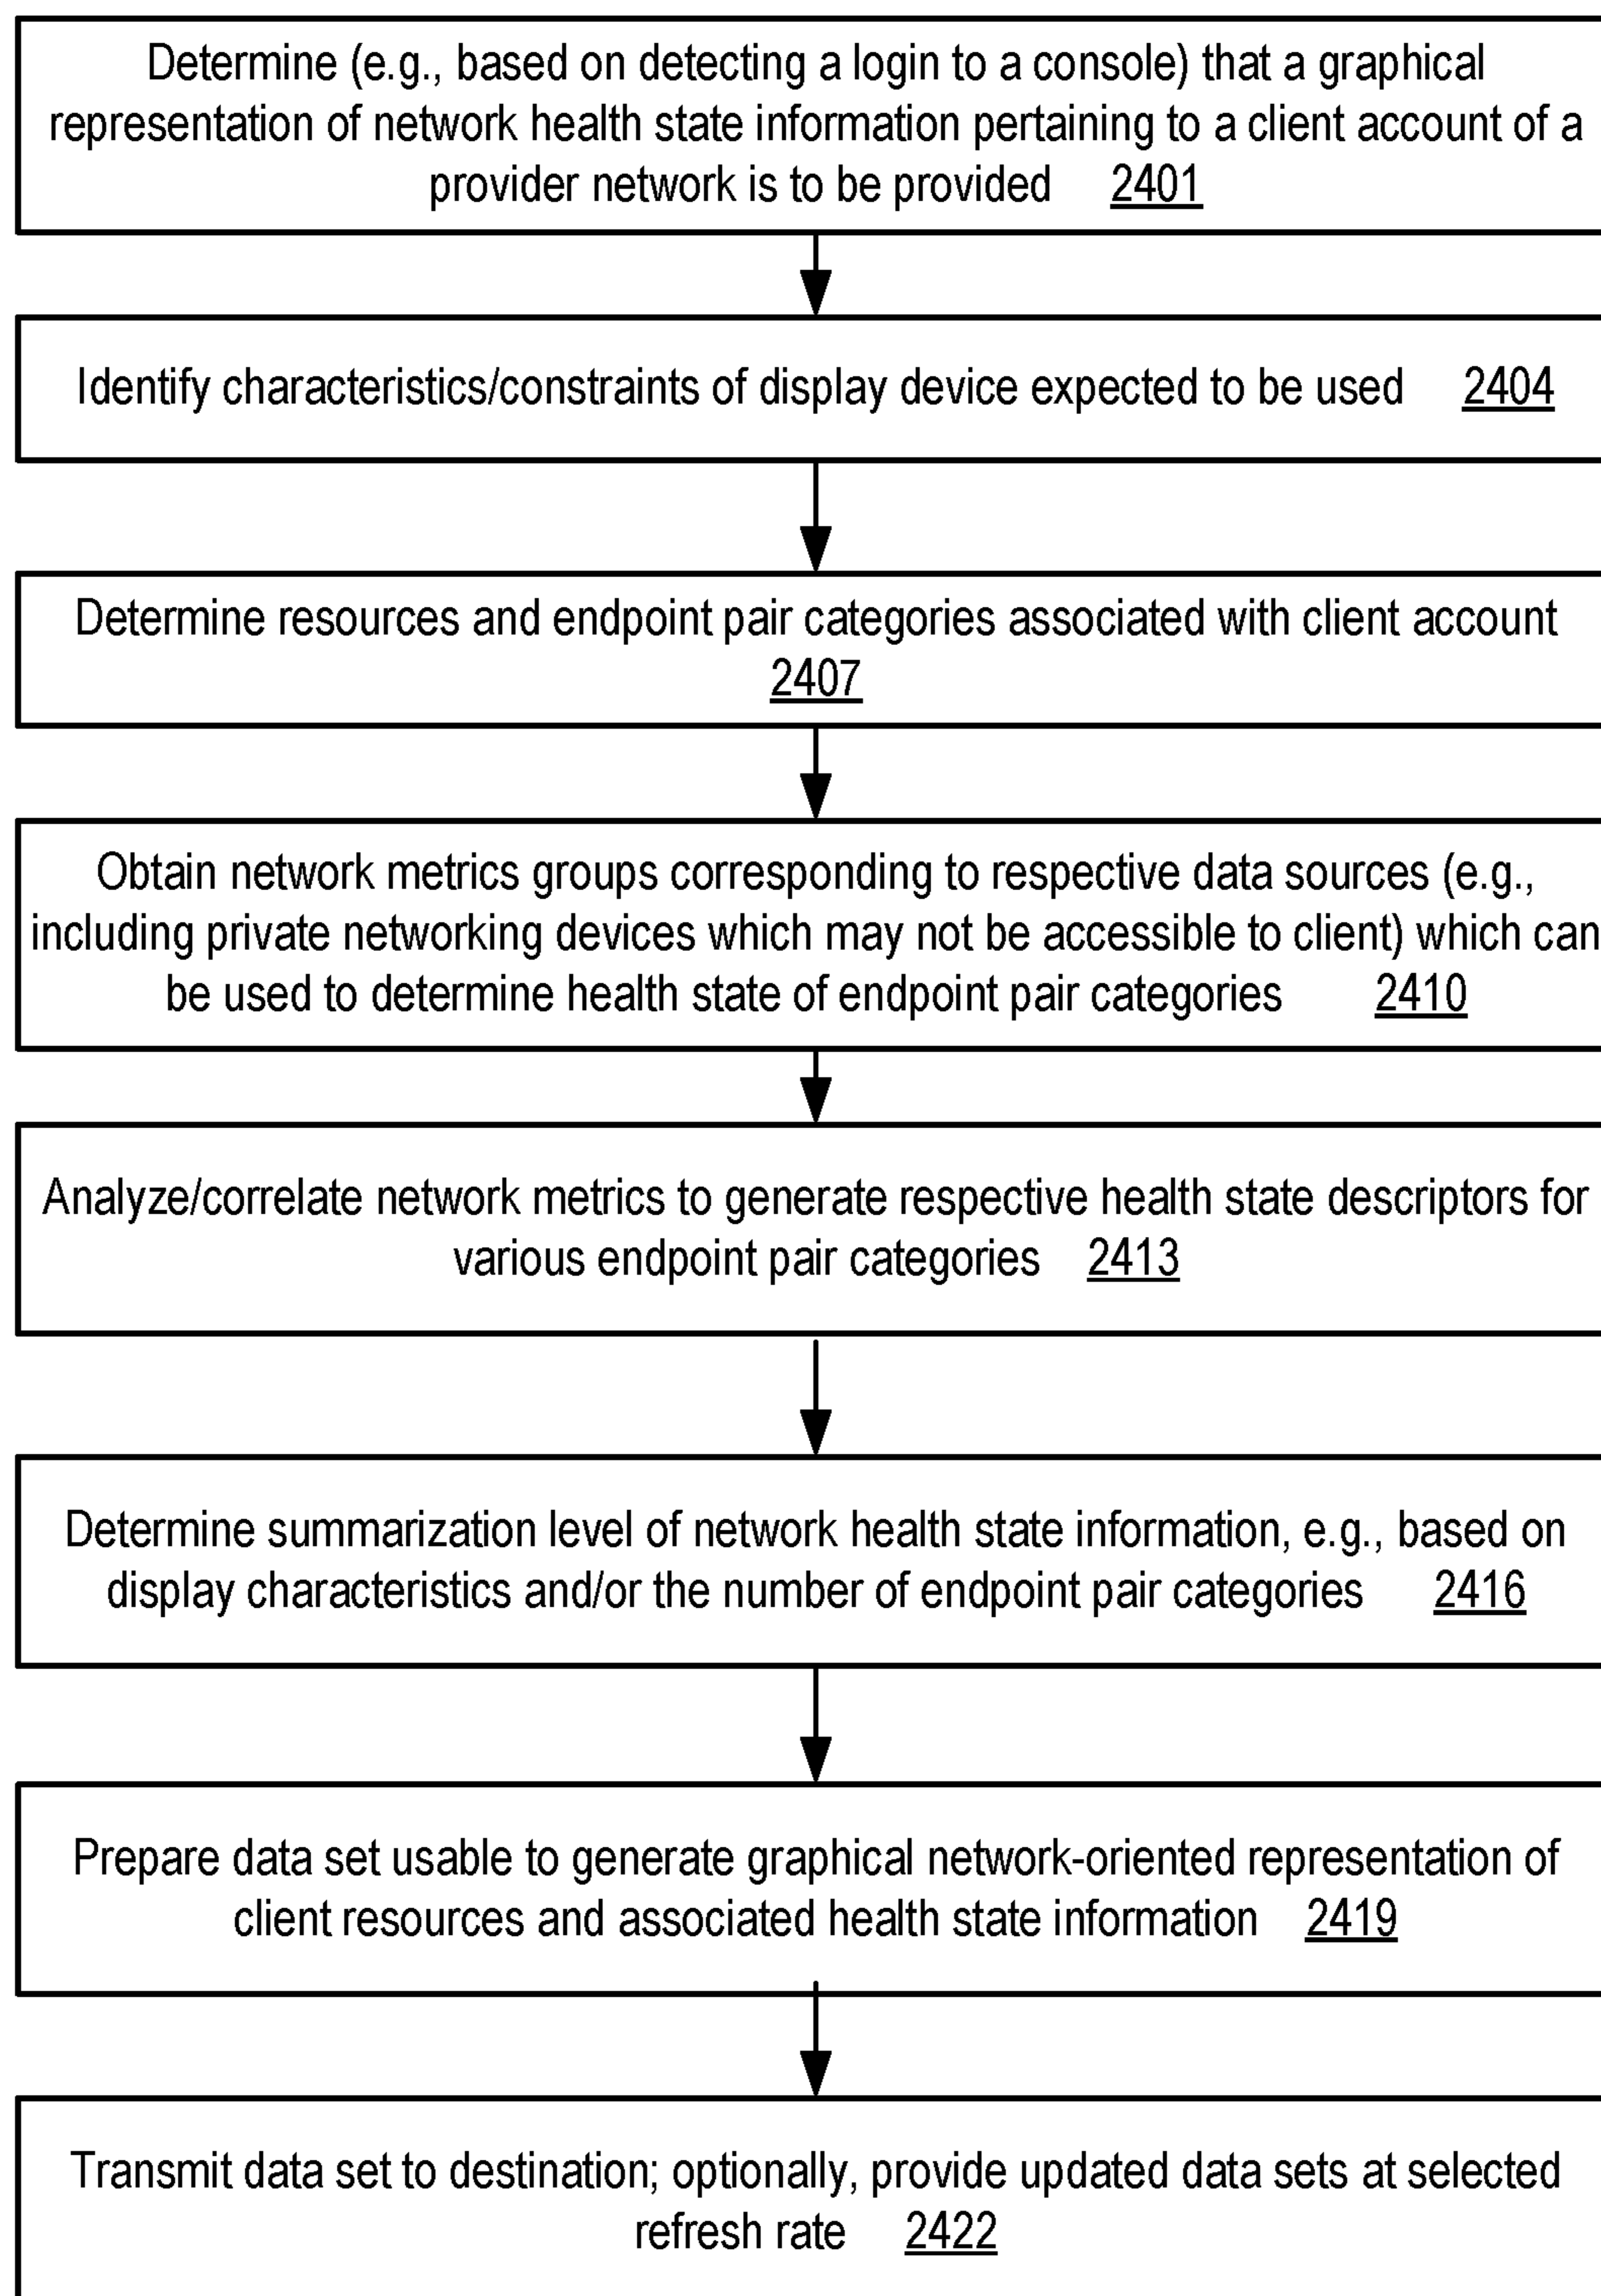 Determine (e.g., based on detecting a login to a console) that a graphical
representation of network health state information pertaining to a client account of a
provider network is to be provided 2401
Identify characteristics/constraints of display device expected to be used 2404
Determine resources and endpoint pair categories associated with client account
2407
Obtain network metrics groups corresponding to respective data sources (e.g.,
including private networking devices which may not be accessible to client) which can
be used to determine health state of endpoint pair categories 2410
Analyze/correlate network metrics to generate respective health state descriptors for
various endpoint pair categories 2413
Determine summarization level of network health state information, e.g., based on
display characteristics and/or the number of endpoint pair categories 2416
Prepare data set usable to generate graphical network-oriented representation of
client resources and associated health state information 2419
Transmit data set to destination; optionally, provide updated data sets at selected
refresh rate 2422